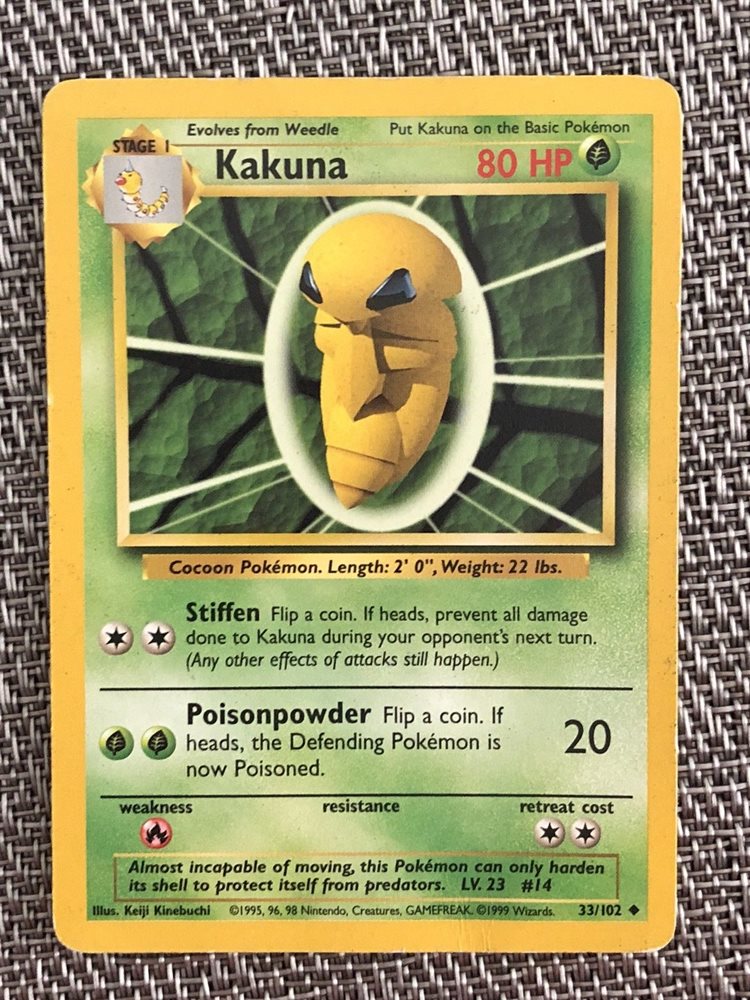 Evolves from Weedle Put Kakuna on the Basic Pokémon
STAGE 1
Kakuna 80 HP
Cocoon Pokémon. Length: 2' 0", Weight: 22 lbs.
Stiffen Flip a coin. If heads, prevent all damage
done to Kakuna during your opponent's next turn.
(Any other effects of attacks still happen.)
Poisonpowder Flip a coin. If
heads, the Defending Pokémon is
now Poisoned.
20
weakness resistance retreat cost
Almost incapable of moving, this Pokémon can only harden
its shell to protect itself from predators. LV. 23 #14
Illus. Keiji Kinebuchi ©1995, 96, 98 Nintendo, Creatures, GAMEFREAK. ©1999 Wizards. 33/102